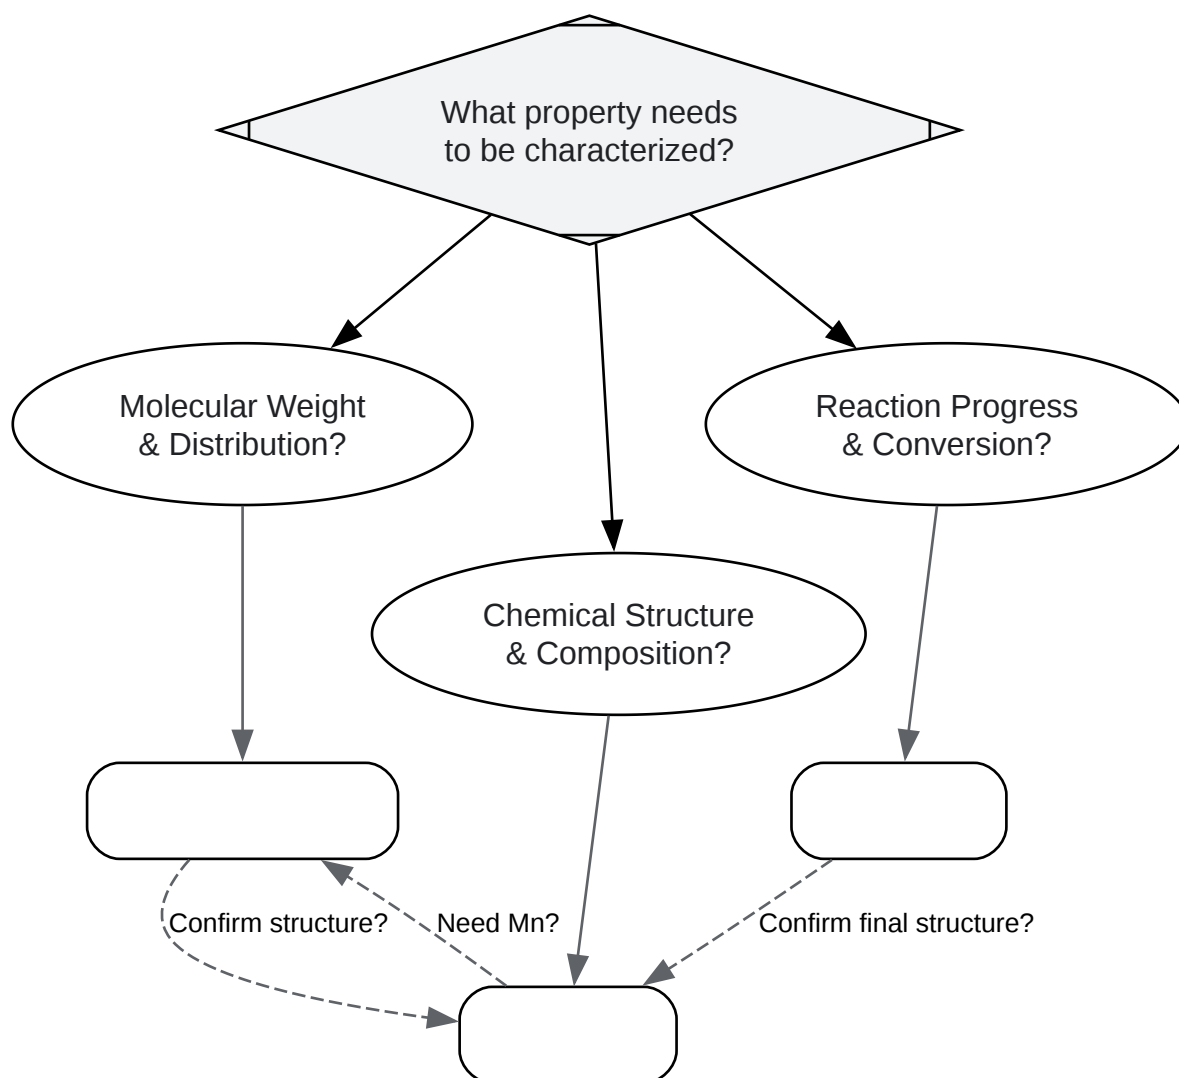 What property needs
to be characterized?
Molecular Weight
& Distribution?
Reaction Progress
& Conversion?
Chemical Structure
& Composition?
Confirm structure?
Need Mn?
Confirm final structure?